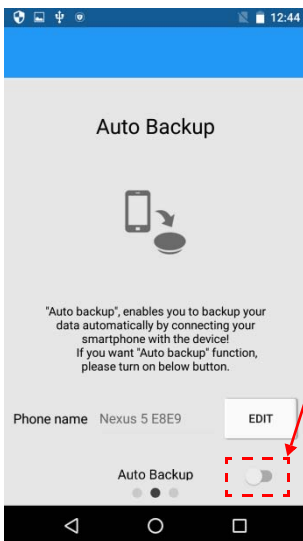 12:44
Auto Backup
"Auto backup", enables you to backup your
data automatically by connecting your
smartphone with the device!
If you want "Auto backup" function,
please turn on below button.
Phone name Nexus 5 E8E9 EDIT
Auto Backup